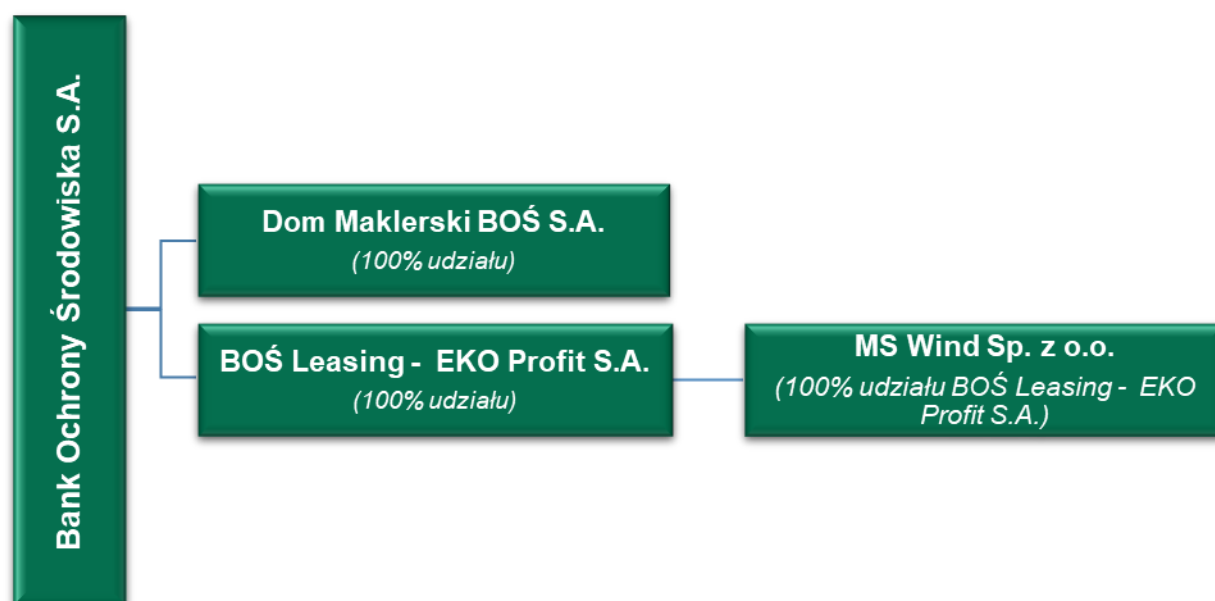 Bank Ochrony Środowiska S.A.
Dom Maklerski BOŚ S.A.
(100% udziału)
BOŚ Leasing - EKO Profit S.A.
(100% udziału)
MS Wind Sp. z o.o.
(100% udziału BOŚ Leasing - EKO
Profit S.A.)